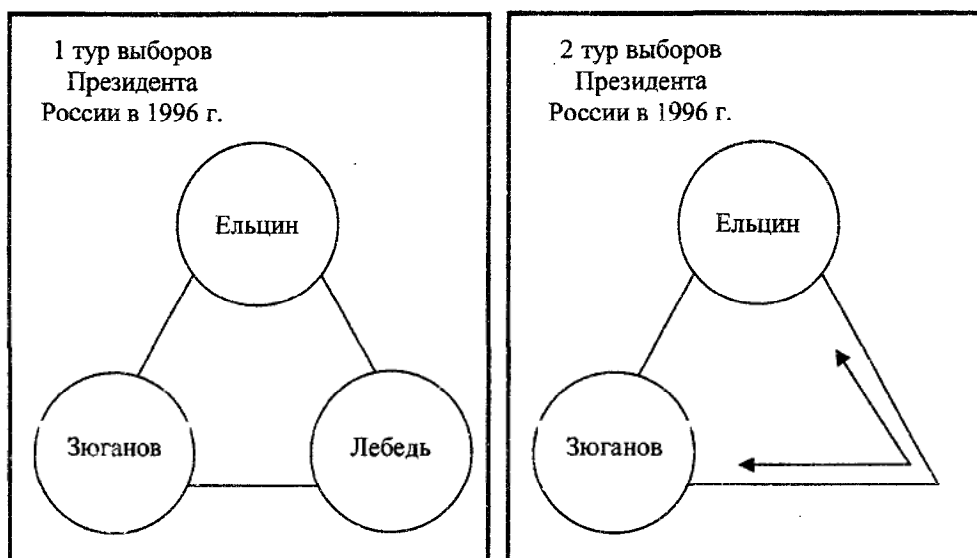 1 тур выборов
Президента
России в 1996 г.
Ельцин
Зюганов
Лебедь
2 тур выборов
Президента
России в 1996 г.
Ельцин
Зюганов